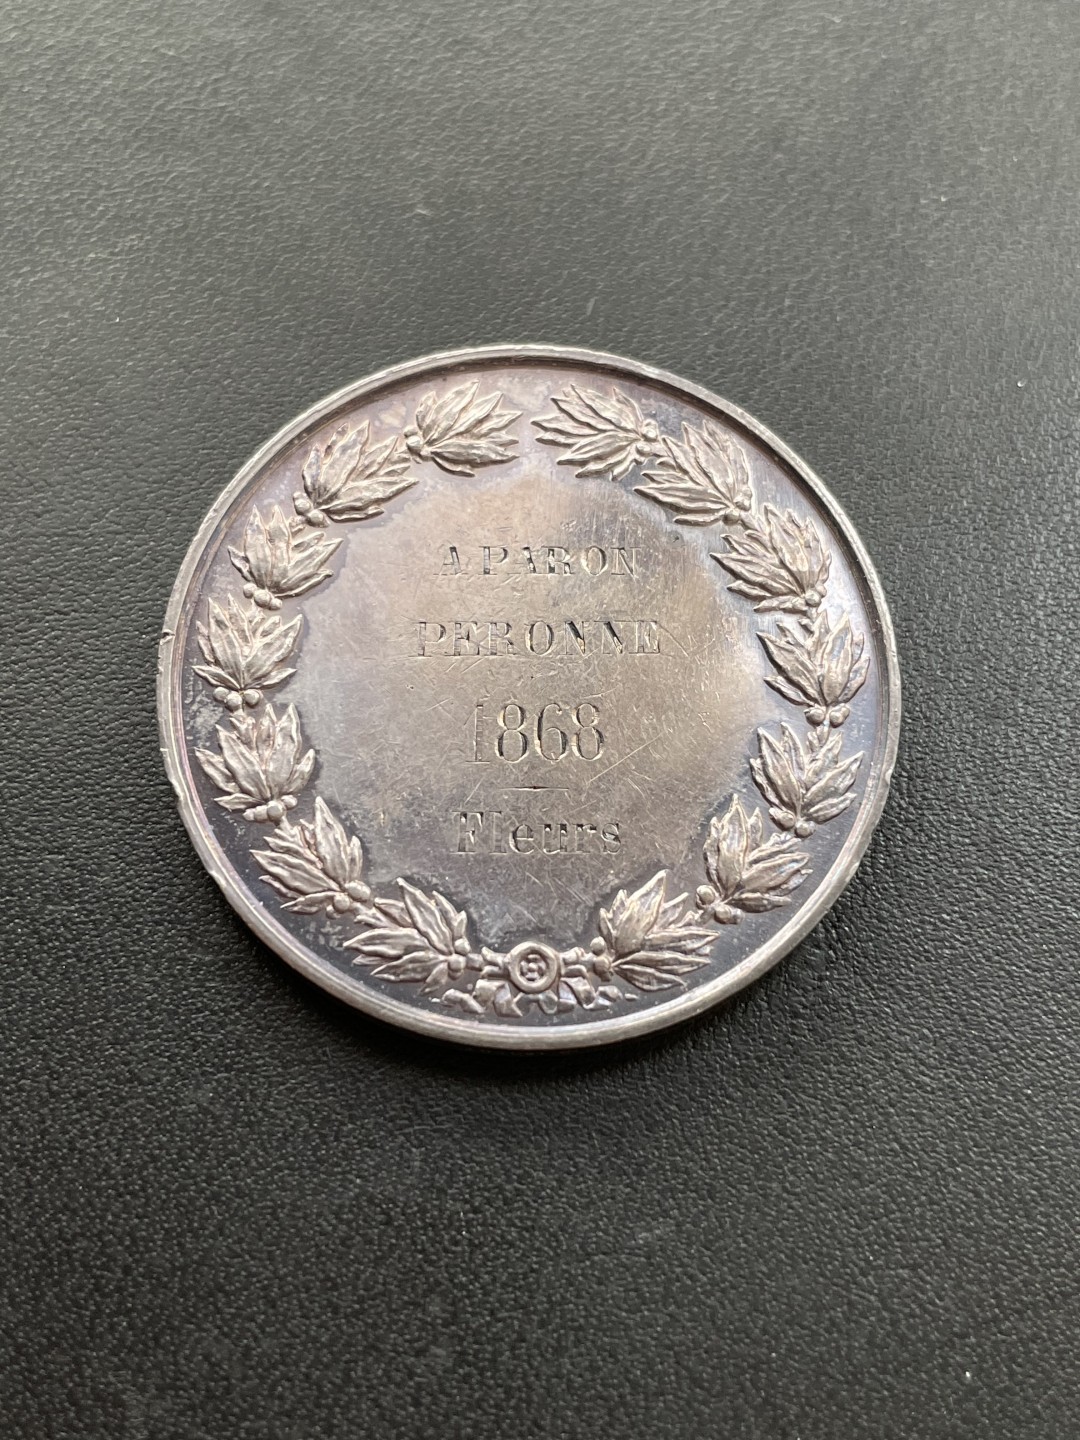 A PARON
PERONNE
1868
Fleurs